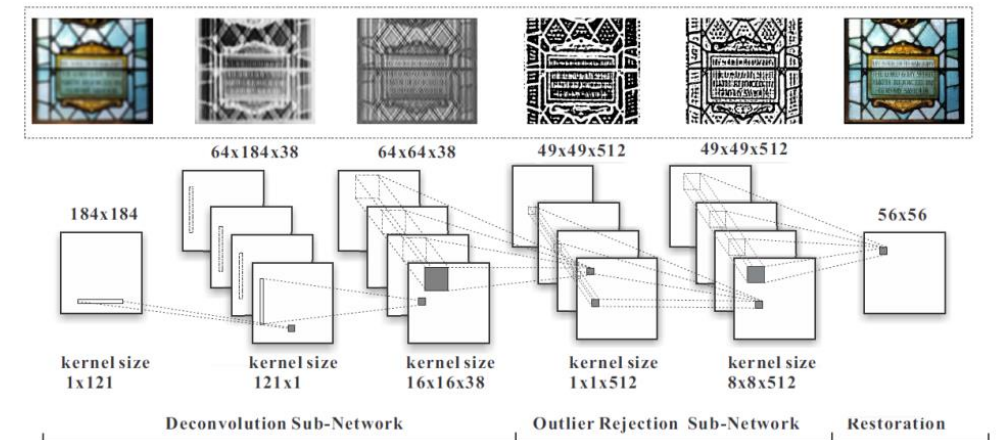 64x184x38
64x64x38
49x49x512
49x49x512
184x184
56x56
kernel size
1x121
kernel size
121x1
kernel size
16x16x38
kernel size
1x1x512
kernel size
8x8x512
Deconvolution Sub-Network
Outlier Rejection Sub-Network
Restoration